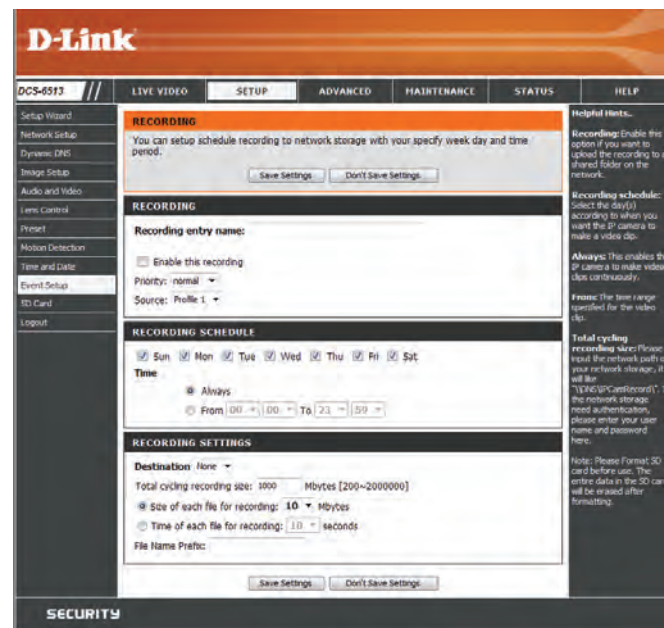 D-Link
DCS-6513 // LIVE VIDEO SETUP ADVANCED MAINTENANCE STATUS HELP
Setup Wizard
Network Setup
Dynamic DNS
Image Setup
Audio and Video
Lens Control
Preset
Motion Detection
Time and Date
Event Setup
SD Card
Logout
RECORDING
You can setup schedule recording to network storage with your specify week day and time
period.
Save Settings Don't Save Settings
RECORDING
Recording entry name:
Enable this recording
Priority: normal
Source: Profile 1
RECORDING SCHEDULE
Sun Mon Tue Wed Thu Fri Sat
Time
Always
From 00 00 To 23 59
RECORDING SETTINGS
Destination None
Total cycling recording size: 1000 Mbytes [200~2000000]
Size of each file for recording: 10 Mbytes
Time of each file for recording: 10 seconds
File Name Prefix:
Save Settings Don't Save Settings
Helpful Hints..
Recording: Enable this
option if you want to
upload the recording to a
shared folder on the
network.
Recording schedule:
Select the day(s)
according to when you
want the IP camera to
make a video clip.
Always: This enables th
IP camera to make video
clips continuously.
From: The time range
specified for the video
clip.
Total cycling
recording size: Please
input the network path o
your network storage, it
will like
the network storage
need authentication,
please enter your user
name and password
here.
Note: Please Format SD
card before use. The
entire data in the SD car
will be erased after
formatting.
SECURITY